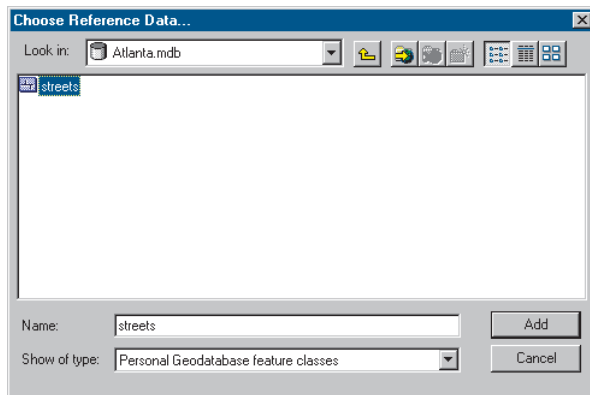 Choose Reference Data...
Look in: Atlanta.mdb
streets
Name: streets Add
Show of type: Personal Geodatabase feature classes Cancel